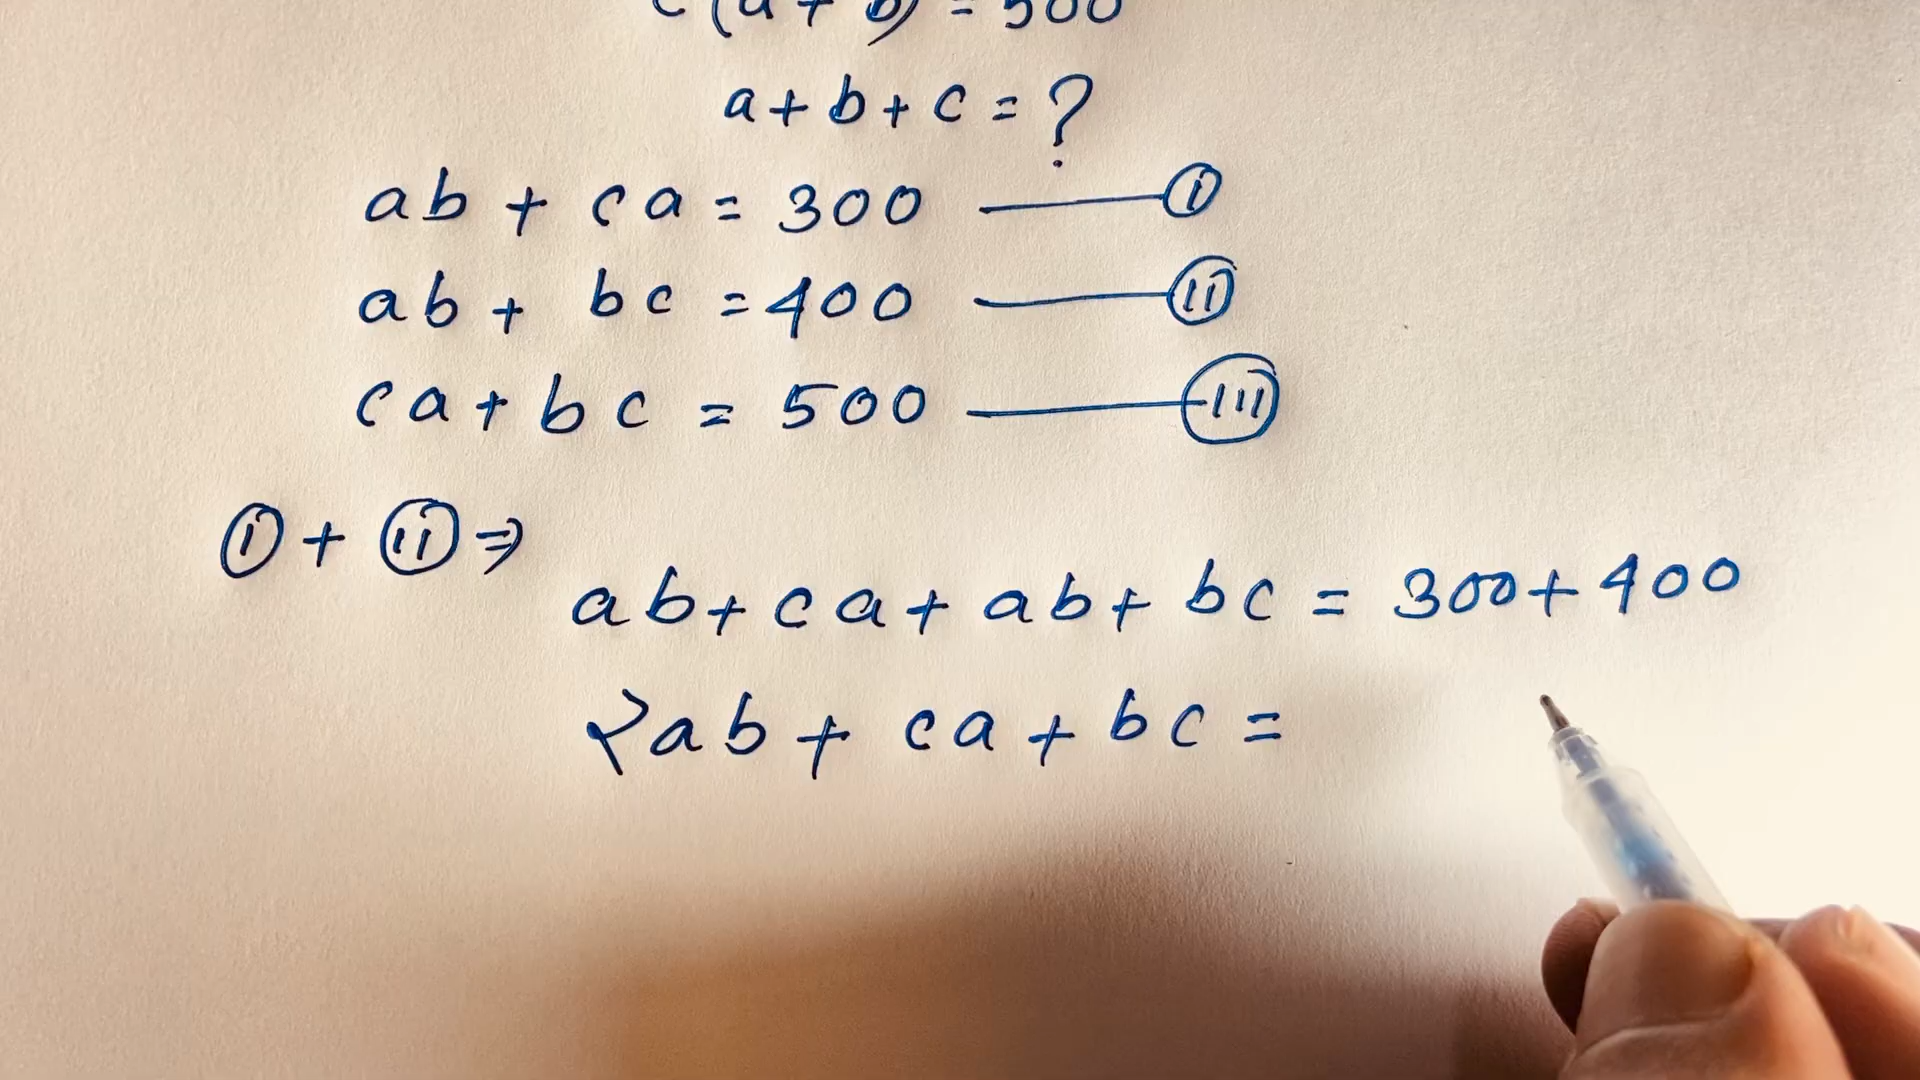 c(a+b) = 500
a+b+c = ?
ab + ca = 300 —— (i)
ab + bc = 400 —— (ii)
ca + bc = 500 —— (iii)
(i) + (ii) ⇒
ab + ca + ab + bc = 300 + 400
2ab + ca + bc =